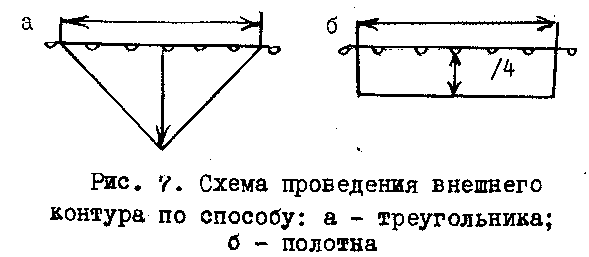 а
б
/4
Рис. 7. Схема проведения внешнего
контура по способу: а - треугольника;
б - полотна